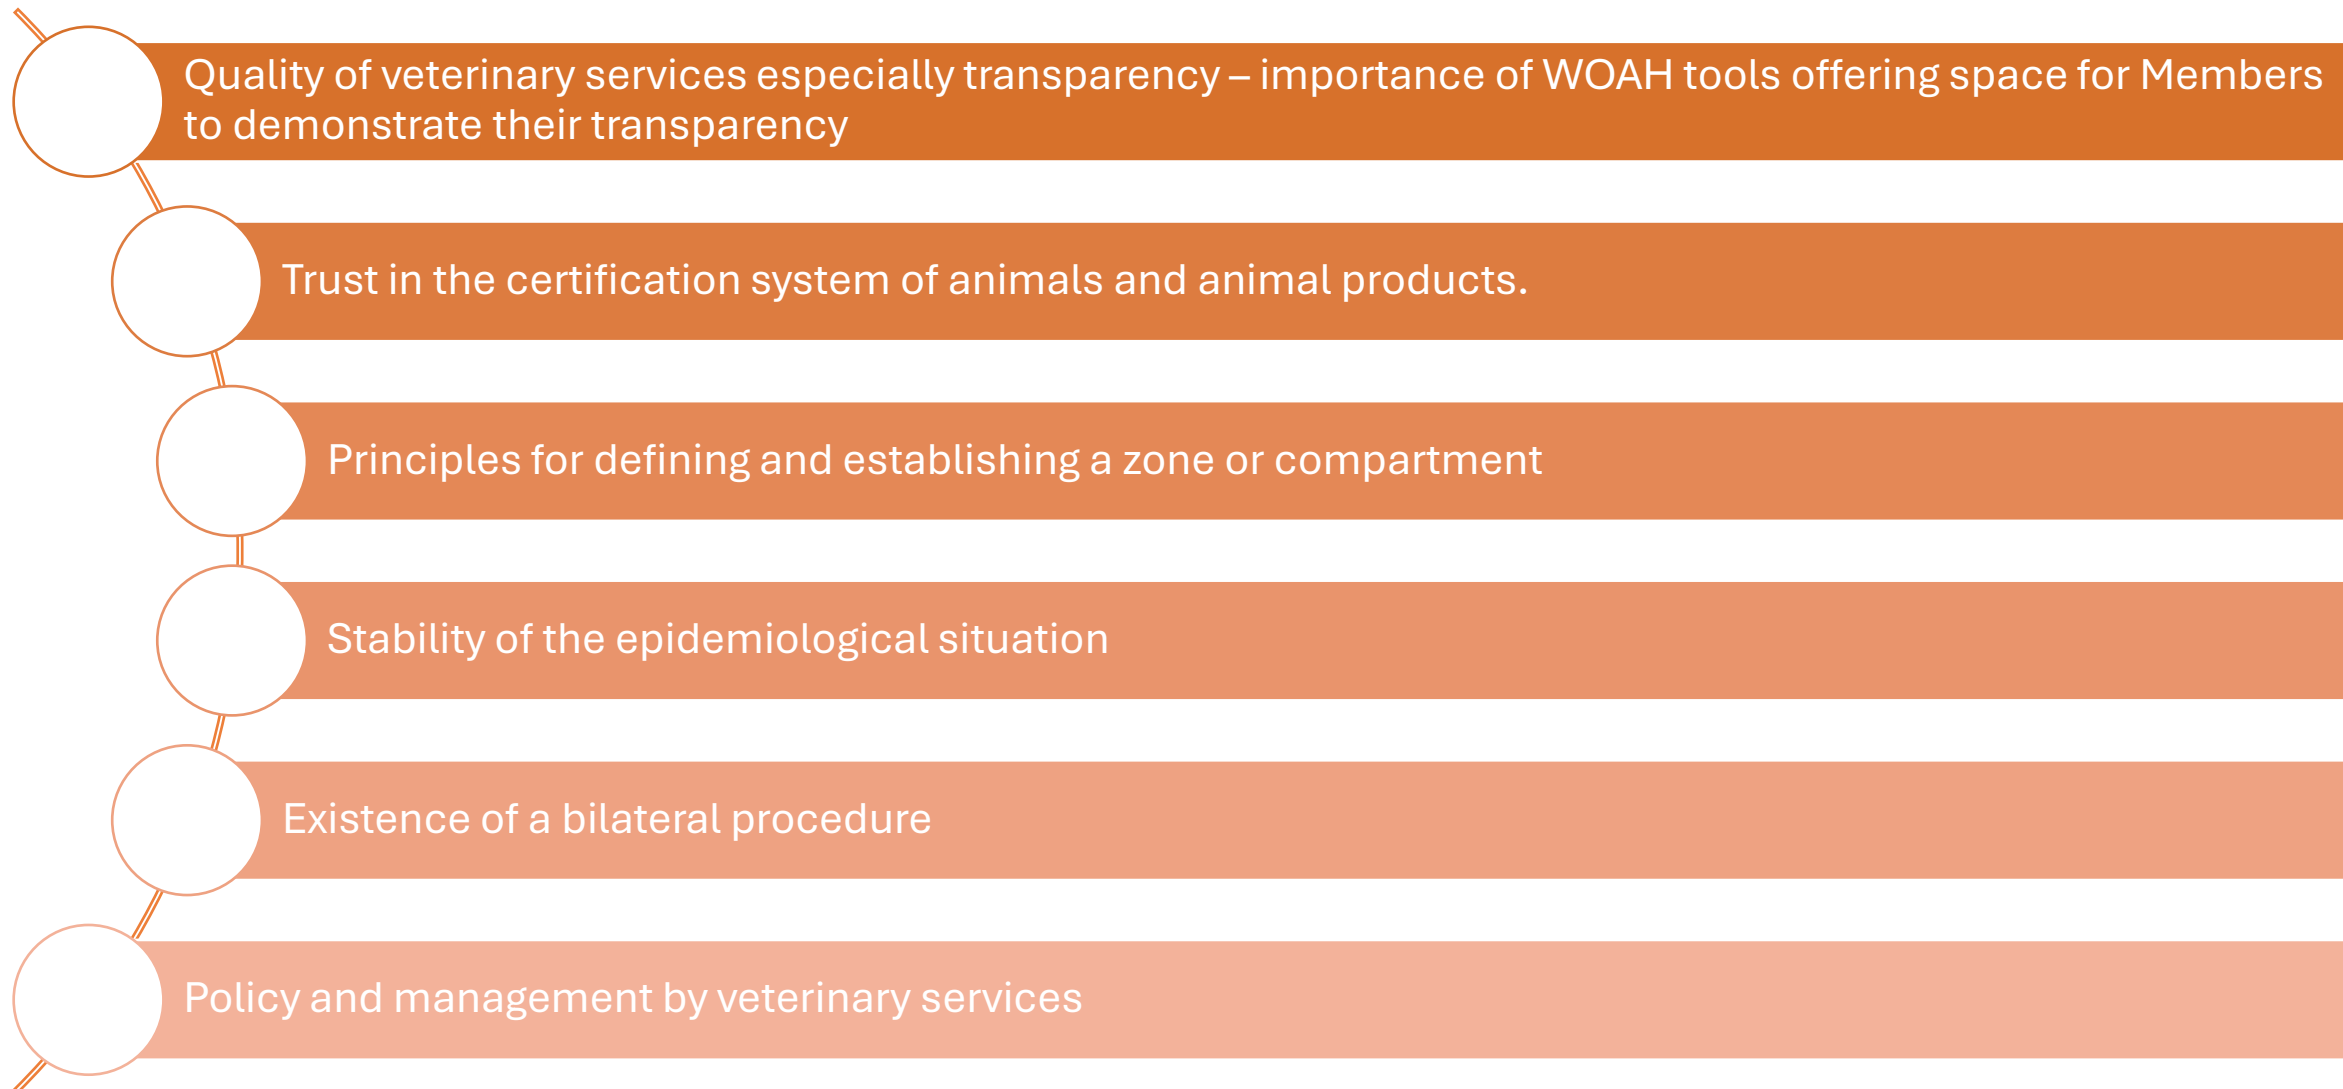 Quality of veterinary services especially transparency – importance of WOAH tools offering space for Members
to demonstrate their transparency
Trust in the certification system of animals and animal products.
Principles for defining and establishing a zone or compartment
Stability of the epidemiological situation
Existence of a bilateral procedure
Policy and management by veterinary services